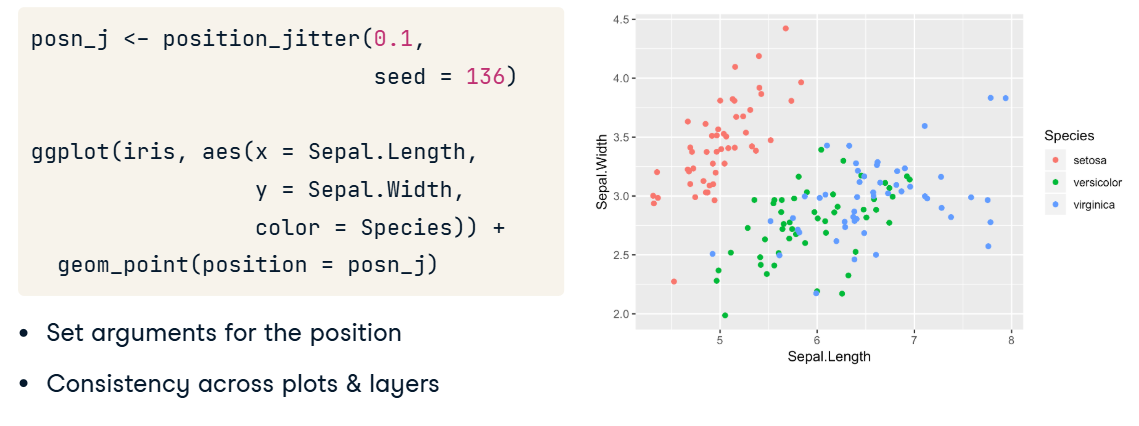 posn_j <- position_jitter(0.1,
seed = 136)
ggplot(iris, aes(x = Sepal.Length,
y = Sepal.Width,
color = Species)) +
geom_point(position = posn_j)
• Set arguments for the position
• Consistency across plots & layers
4.5
4.0
3.5
3.0
2.5
2.0
Sepal.Width
5 6 7 8
Sepal.Length
Species
setosa
versicolor
virginica